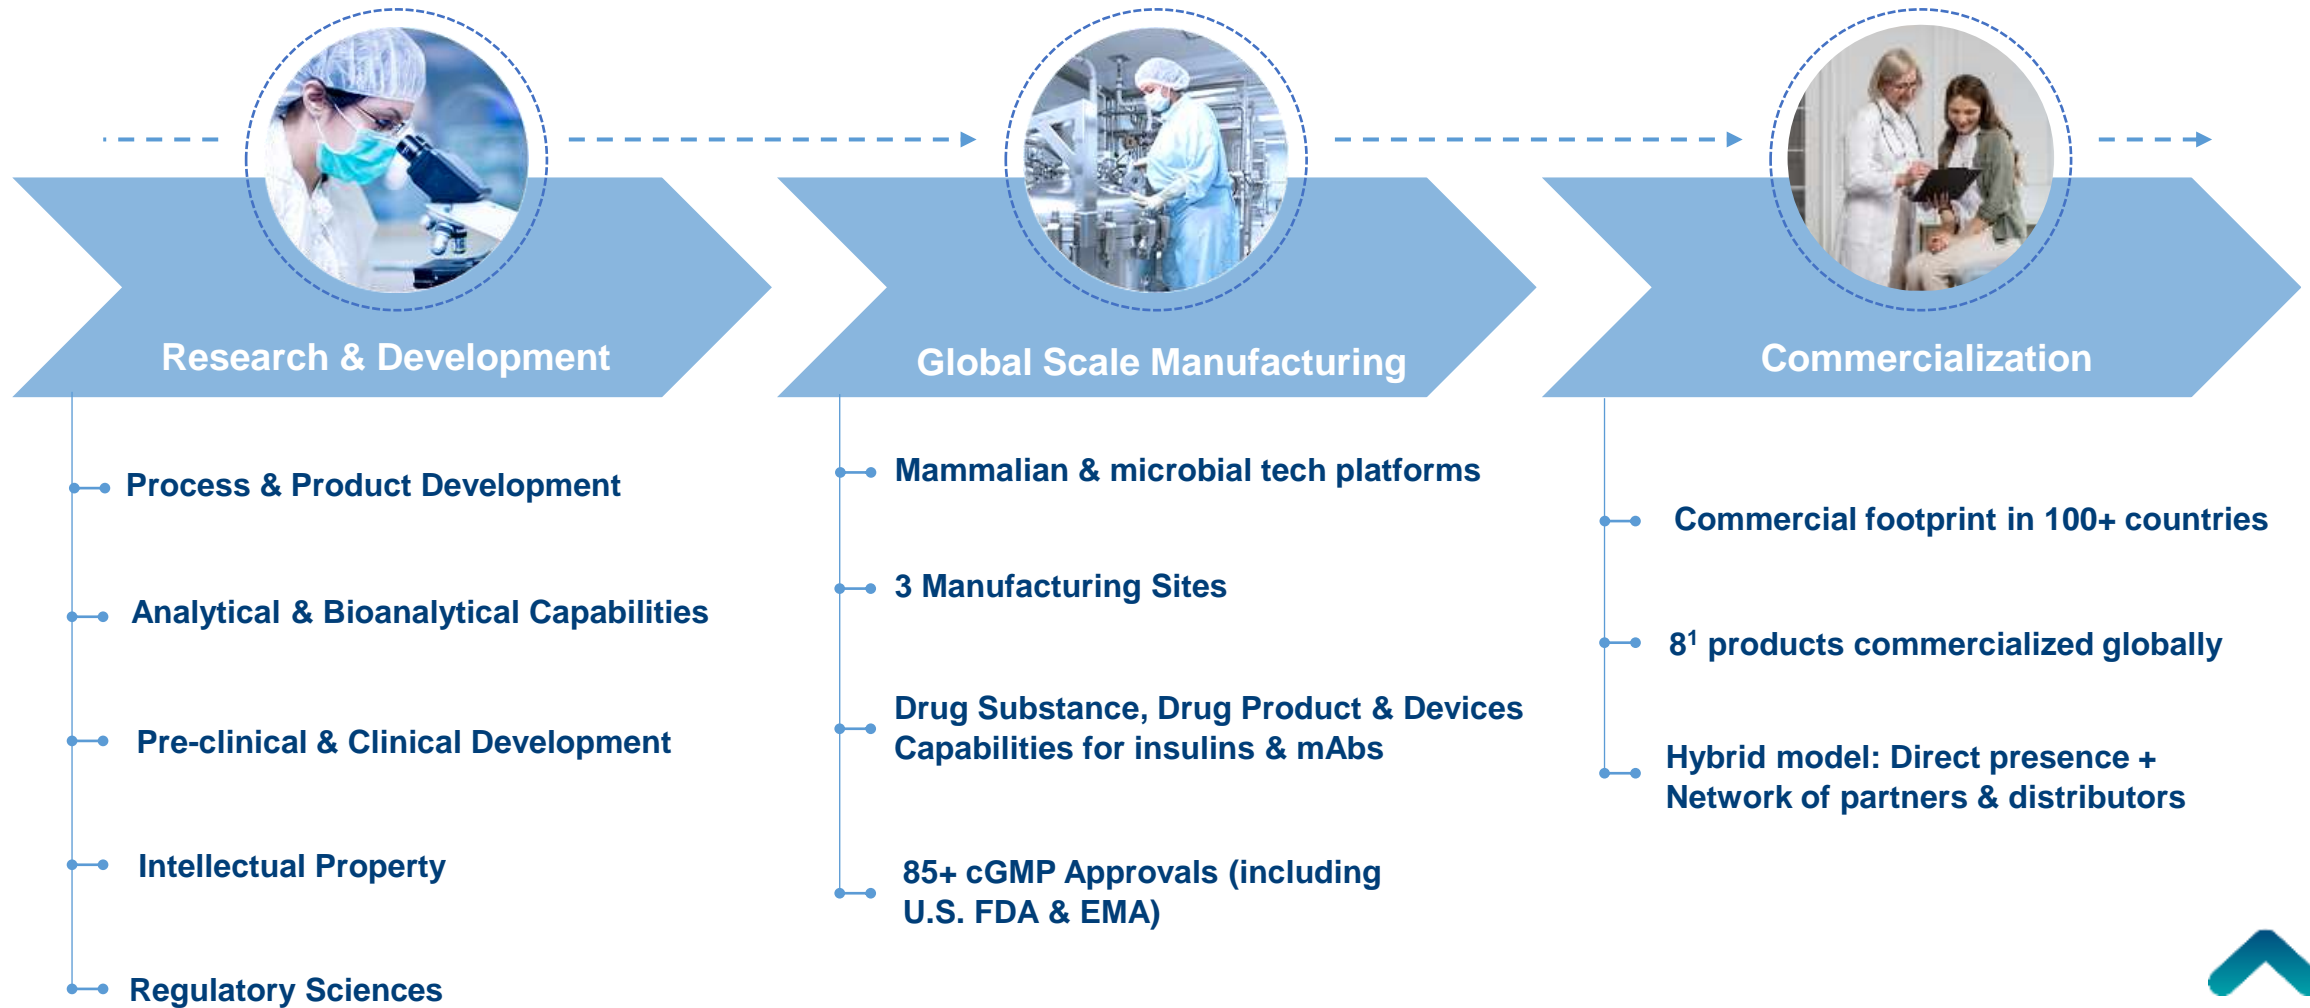 Research & Development
Process & Product Development
Analytical & Bioanalytical Capabilities
Pre-clinical & Clinical Development
Intellectual Property
Regulatory Sciences
Global Scale Manufacturing
Mammalian & microbial tech platforms
3 Manufacturing Sites
Drug Substance, Drug Product & Devices
Capabilities for insulins & mAbs
85+ cGMP Approvals (including
U.S. FDA & EMA)
Commercialization
Commercial footprint in 100+ countries
8¹ products commercialized globally
Hybrid model: Direct presence +
Network of partners & distributors